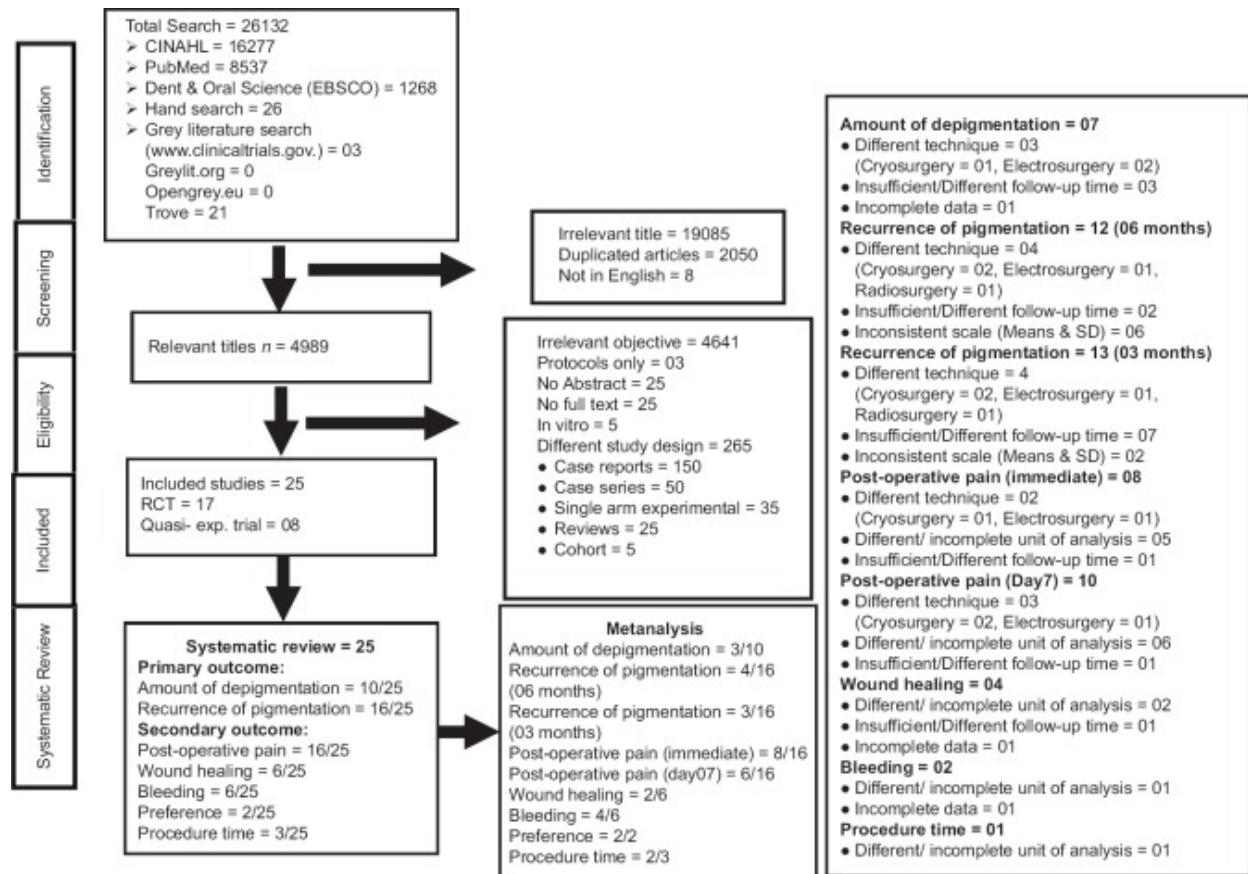 Identification
Screening
Eligibility
Included
Systematic Review
Total Search = 26132
➢ CINAHL = 16277
➢ PubMed = 8537
➢ Dent & Oral Science (EBSCO) = 1268
➢ Hand search = 26
➢ Grey literature search
(www.clinicaltrials.gov.) = 03
Greylit.org = 0
Opengrey.eu = 0
Trove = 21
Irrelevant title = 19085
Duplicated articles = 2050
Not in English = 8
Relevant titles n = 4989
Irrelevant objective = 4641
Protocols only = 03
No Abstract = 25
No full text = 25
In vitro = 5
Different study design = 265
● Case reports = 150
● Case series = 50
● Single arm experimental = 35
● Reviews = 25
● Cohort = 5
Included studies = 25
RCT = 17
Quasi- exp. trial = 08
Systematic review = 25
Primary outcome:
Amount of depigmentation = 10/25
Recurrence of pigmentation = 16/25
Secondary outcome:
Post-operative pain = 16/25
Wound healing = 6/25
Bleeding = 6/25
Preference = 2/25
Procedure time = 3/25
Metanalysis
Amount of depigmentation = 3/10
Recurrence of pigmentation = 4/16
(06 months)
Recurrence of pigmentation = 3/16
(03 months)
Post-operative pain (immediate) = 8/16
Post-operative pain (day07) = 6/16
Wound healing = 2/6
Bleeding = 4/6
Preference = 2/2
Procedure time = 2/3
Amount of depigmentation = 07
● Different technique = 03
(Cryosurgery = 01, Electrosurgery = 02)
● Insufficient/Different follow-up time = 03
● Incomplete data = 01
Recurrence of pigmentation = 12 (06 months)
● Different technique = 04
(Cryosurgery = 02, Electrosurgery = 01,
Radiosurgery = 01)
● Insufficient/Different follow-up time = 02
● Inconsistent scale (Means & SD) = 06
Recurrence of pigmentation = 13 (03 months)
● Different technique = 4
(Cryosurgery = 02, Electrosurgery = 01,
Radiosurgery = 01)
● Insufficient/Different follow-up time = 07
● Inconsistent scale (Means & SD) = 02
Post-operative pain (immediate) = 08
● Different technique = 02
(Cryosurgery = 01, Electrosurgery = 01)
● Different/ incomplete unit of analysis = 05
● Insufficient/Different follow-up time = 01
Post-operative pain (Day7) = 10
● Different technique = 03
(Cryosurgery = 02, Electrosurgery = 01)
● Different/ incomplete unit of analysis = 06
● Insufficient/Different follow-up time = 01
Wound healing = 04
● Different/ incomplete unit of analysis = 02
● Insufficient/Different follow-up time = 01
● Incomplete data = 01
Bleeding = 02
● Different/ incomplete unit of analysis = 01
● Incomplete data = 01
Procedure time = 01
● Different/ incomplete unit of analysis = 01